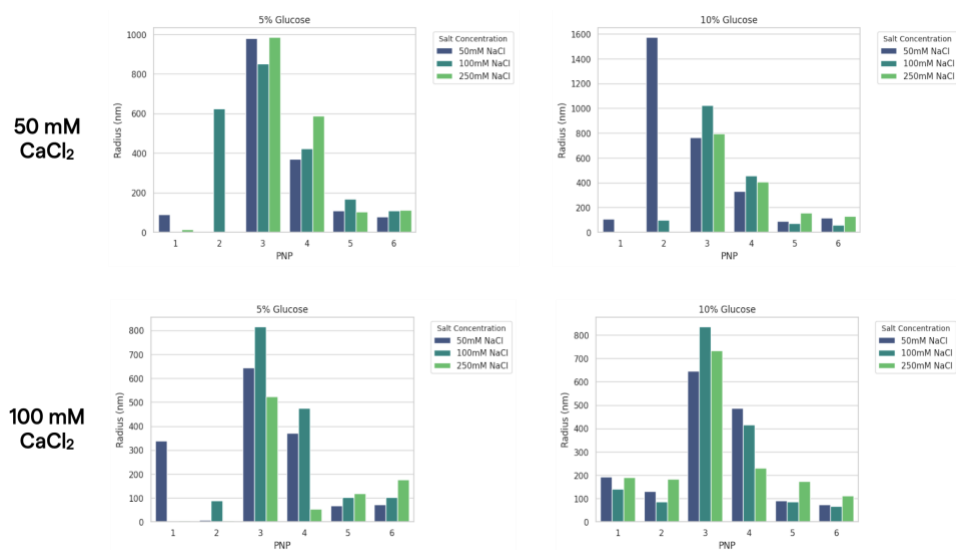 50 mM
CaCl2
5% Glucose
Radius (nm)
1000
800
600
400
200
0
1 2 3 4 5 6
PNP
Salt Concentration
50mM NaCl
100mM NaCl
250mM NaCl
10% Glucose
Radius (nm)
1600
1400
1200
1000
800
600
400
200
0
1 2 3 4 5 6
PNP
Salt Concentration
50mM NaCl
100mM NaCl
250mM NaCl
100 mM
CaCl2
5% Glucose
Radius (nm)
800
700
600
500
400
300
200
100
0
1 2 3 4 5 6
PNP
Salt Concentration
50mM NaCl
100mM NaCl
250mM NaCl
10% Glucose
Radius (nm)
800
700
600
500
400
300
200
100
0
1 2 3 4 5 6
PNP
Salt Concentration
50mM NaCl
100mM NaCl
250mM NaCl